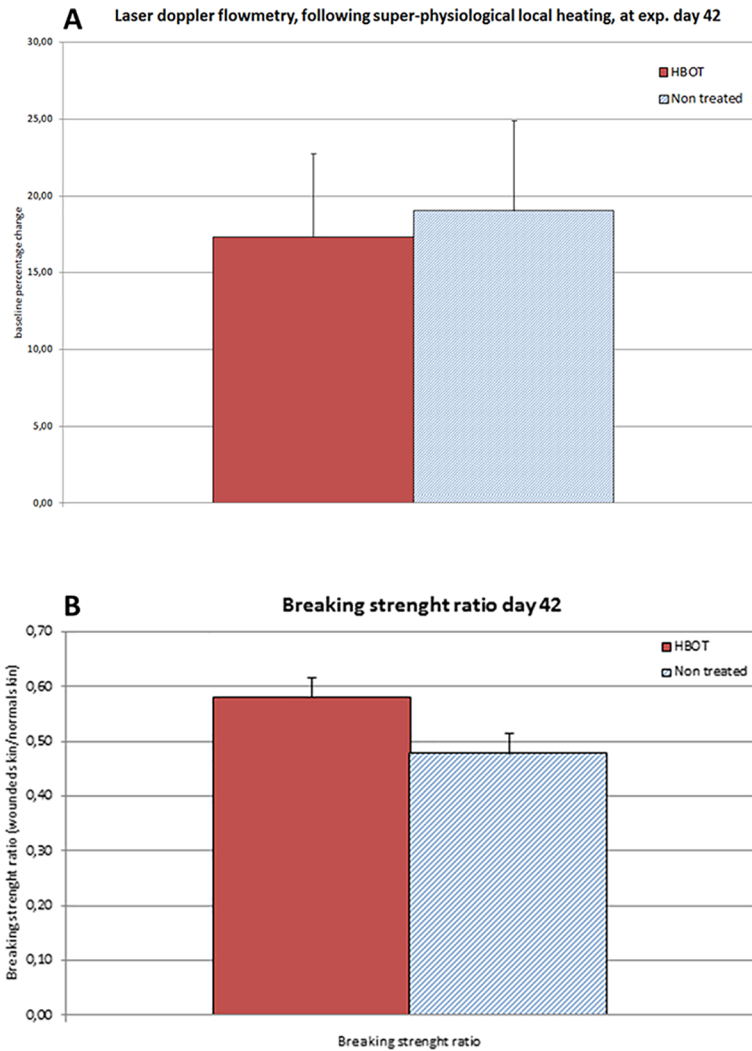 A
Laser doppler flowmetry, following super-physiological local heating, at exp. day 42
30,00
25,00
20,00
15,00
10,00
5,00
0,00
baseline percentage change
HBOT
Non treated
B
Breaking strenght ratio day 42
0,70
0,60
0,50
0,40
0,30
0,20
0,10
0,00
Breaking strenght ratio (woundeds kin/normals kin)
HBOT
Non treated
Breaking strenght ratio